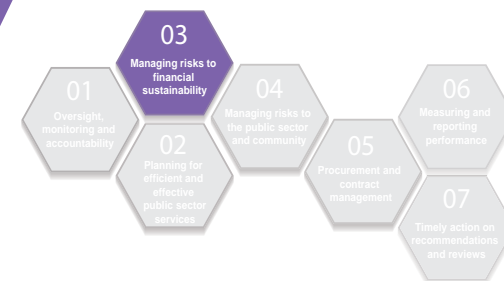 01
Oversight,
monitoring and
accountability
02
Planning for
efficient and
effective
public sector
services
03
Managing risks to
financial
sustainability
04
Managing risks to
the public sector
and community
05
Procurement and
contract
management
06
Measuring and
reporting
performance
07
Timely action on
recommendations
and reviews